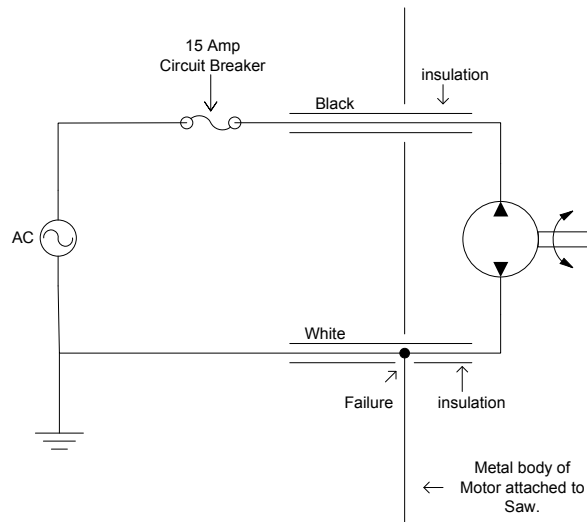 15 Amp
Circuit Breaker
insulation
Black
AC
White
Failure
insulation
Metal body of
Motor attached to
Saw.